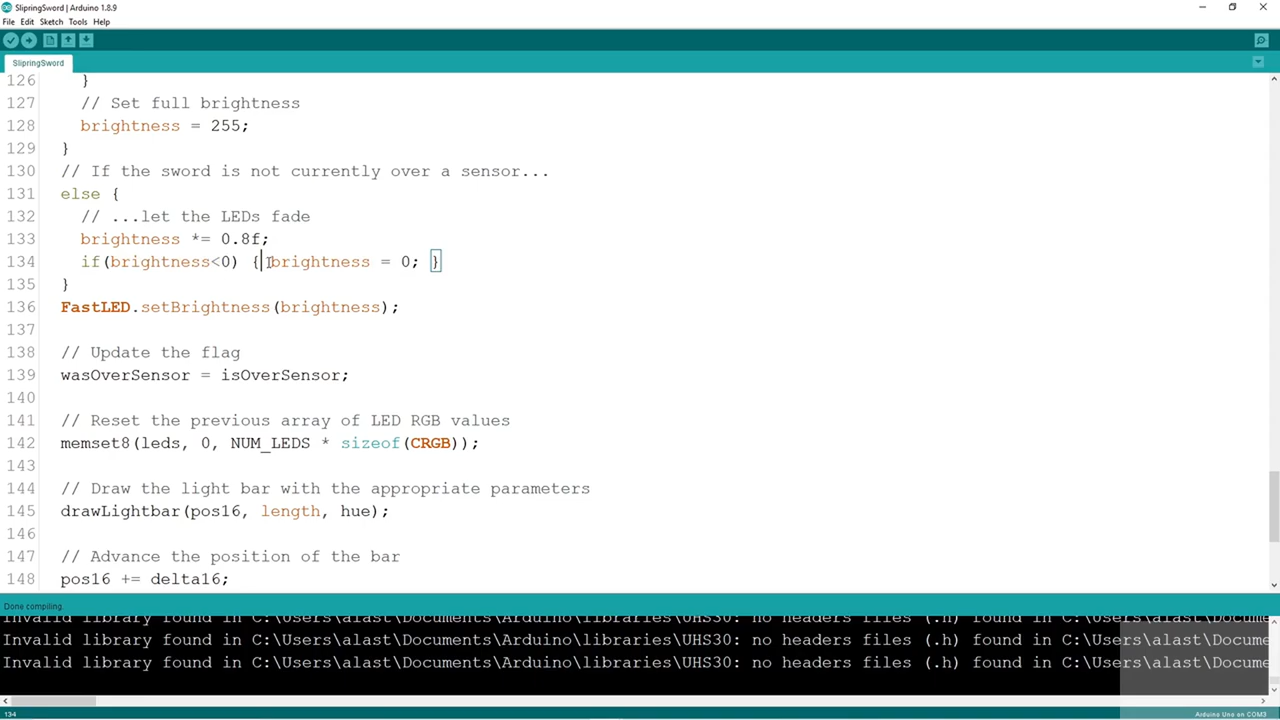 SlipringSword | Arduino 1.8.9
File Edit Sketch Tools Help
SlipringSword
126 }
127 // Set full brightness
128 brightness = 255;
129 }
130 // If the sword is not currently over a sensor...
131 else {
132 // ...let the LEDs fade
133 brightness *= 0.8f;
134 if(brightness<0) { brightness = 0; }
135 }
136 FastLED.setBrightness(brightness);
137
138 // Update the flag
139 wasOverSensor = isOverSensor;
140
141 // Reset the previous array of LED RGB values
142 memset8(leds, 0, NUM_LEDS * sizeof(CRGB));
143
144 // Draw the light bar with the appropriate parameters
145 drawLightbar(pos16, length, hue);
146
147 // Advance the position of the bar
148 pos16 += delta16;
Done compiling.
Invalid library found in C:\Users\alast\Documents\Arduino\libraries\UHS30: no headers files (.h) found in C:\Users\alast\Docume
Invalid library found in C:\Users\alast\Documents\Arduino\libraries\UHS30: no headers files (.h) found in C:\Users\alast\Docume
Invalid library found in C:\Users\alast\Documents\Arduino\libraries\UHS30: no headers files (.h) found in C:\Users\alast\Docume
134 Arduino Uno on COM3